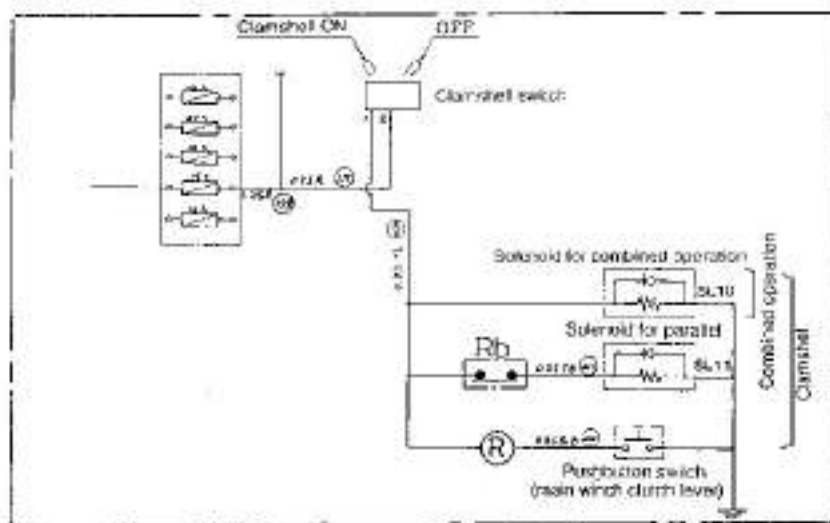 Clamshell ON
OFF
Clamshell switch
Solenoid for combined operation
SL10
Solenoid for parallel
Rb
SL11
Combined operation
Clamshell
R
Pushbutton switch
(main winch clutch lever)